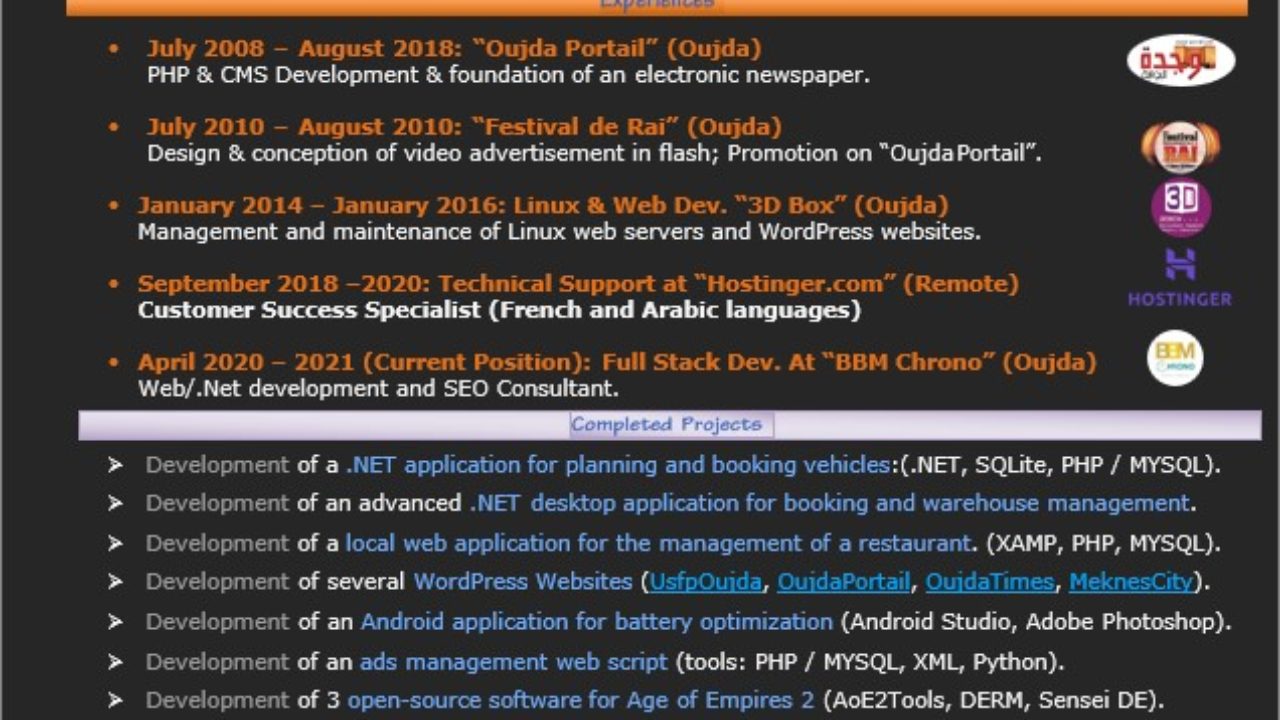 Experiences
• July 2008 – August 2018: “Oujda Portail” (Oujda)
PHP & CMS Development & foundation of an electronic newspaper.
• July 2010 – August 2010: “Festival de Rai” (Oujda)
Design & conception of video advertisement in flash; Promotion on “OujdaPortail”.
Festival
RAI
• January 2014 – January 2016: Linux & Web Dev. “3D Box” (Oujda)
Management and maintenance of Linux web servers and WordPress websites.
3D
• September 2018 –2020: Technical Support at “Hostinger.com” (Remote)
Customer Success Specialist (French and Arabic languages)
HOSTINGER
• April 2020 – 2021 (Current Position): Full Stack Dev. At “BBM Chrono” (Oujda)
Web/.Net development and SEO Consultant.
BBM
Completed Projects
➢ Development of a .NET application for planning and booking vehicles:(.NET, SQLite, PHP / MYSQL).
➢ Development of an advanced .NET desktop application for booking and warehouse management.
➢ Development of a local web application for the management of a restaurant. (XAMP, PHP, MYSQL).
➢ Development of several WordPress Websites (UsfpOujda, OujdaPortail, OujdaTimes, MeknesCity).
➢ Development of an Android application for battery optimization (Android Studio, Adobe Photoshop).
➢ Development of an ads management web script (tools: PHP / MYSQL, XML, Python).
➢ Development of 3 open-source software for Age of Empires 2 (AoE2Tools, DERM, Sensei DE).